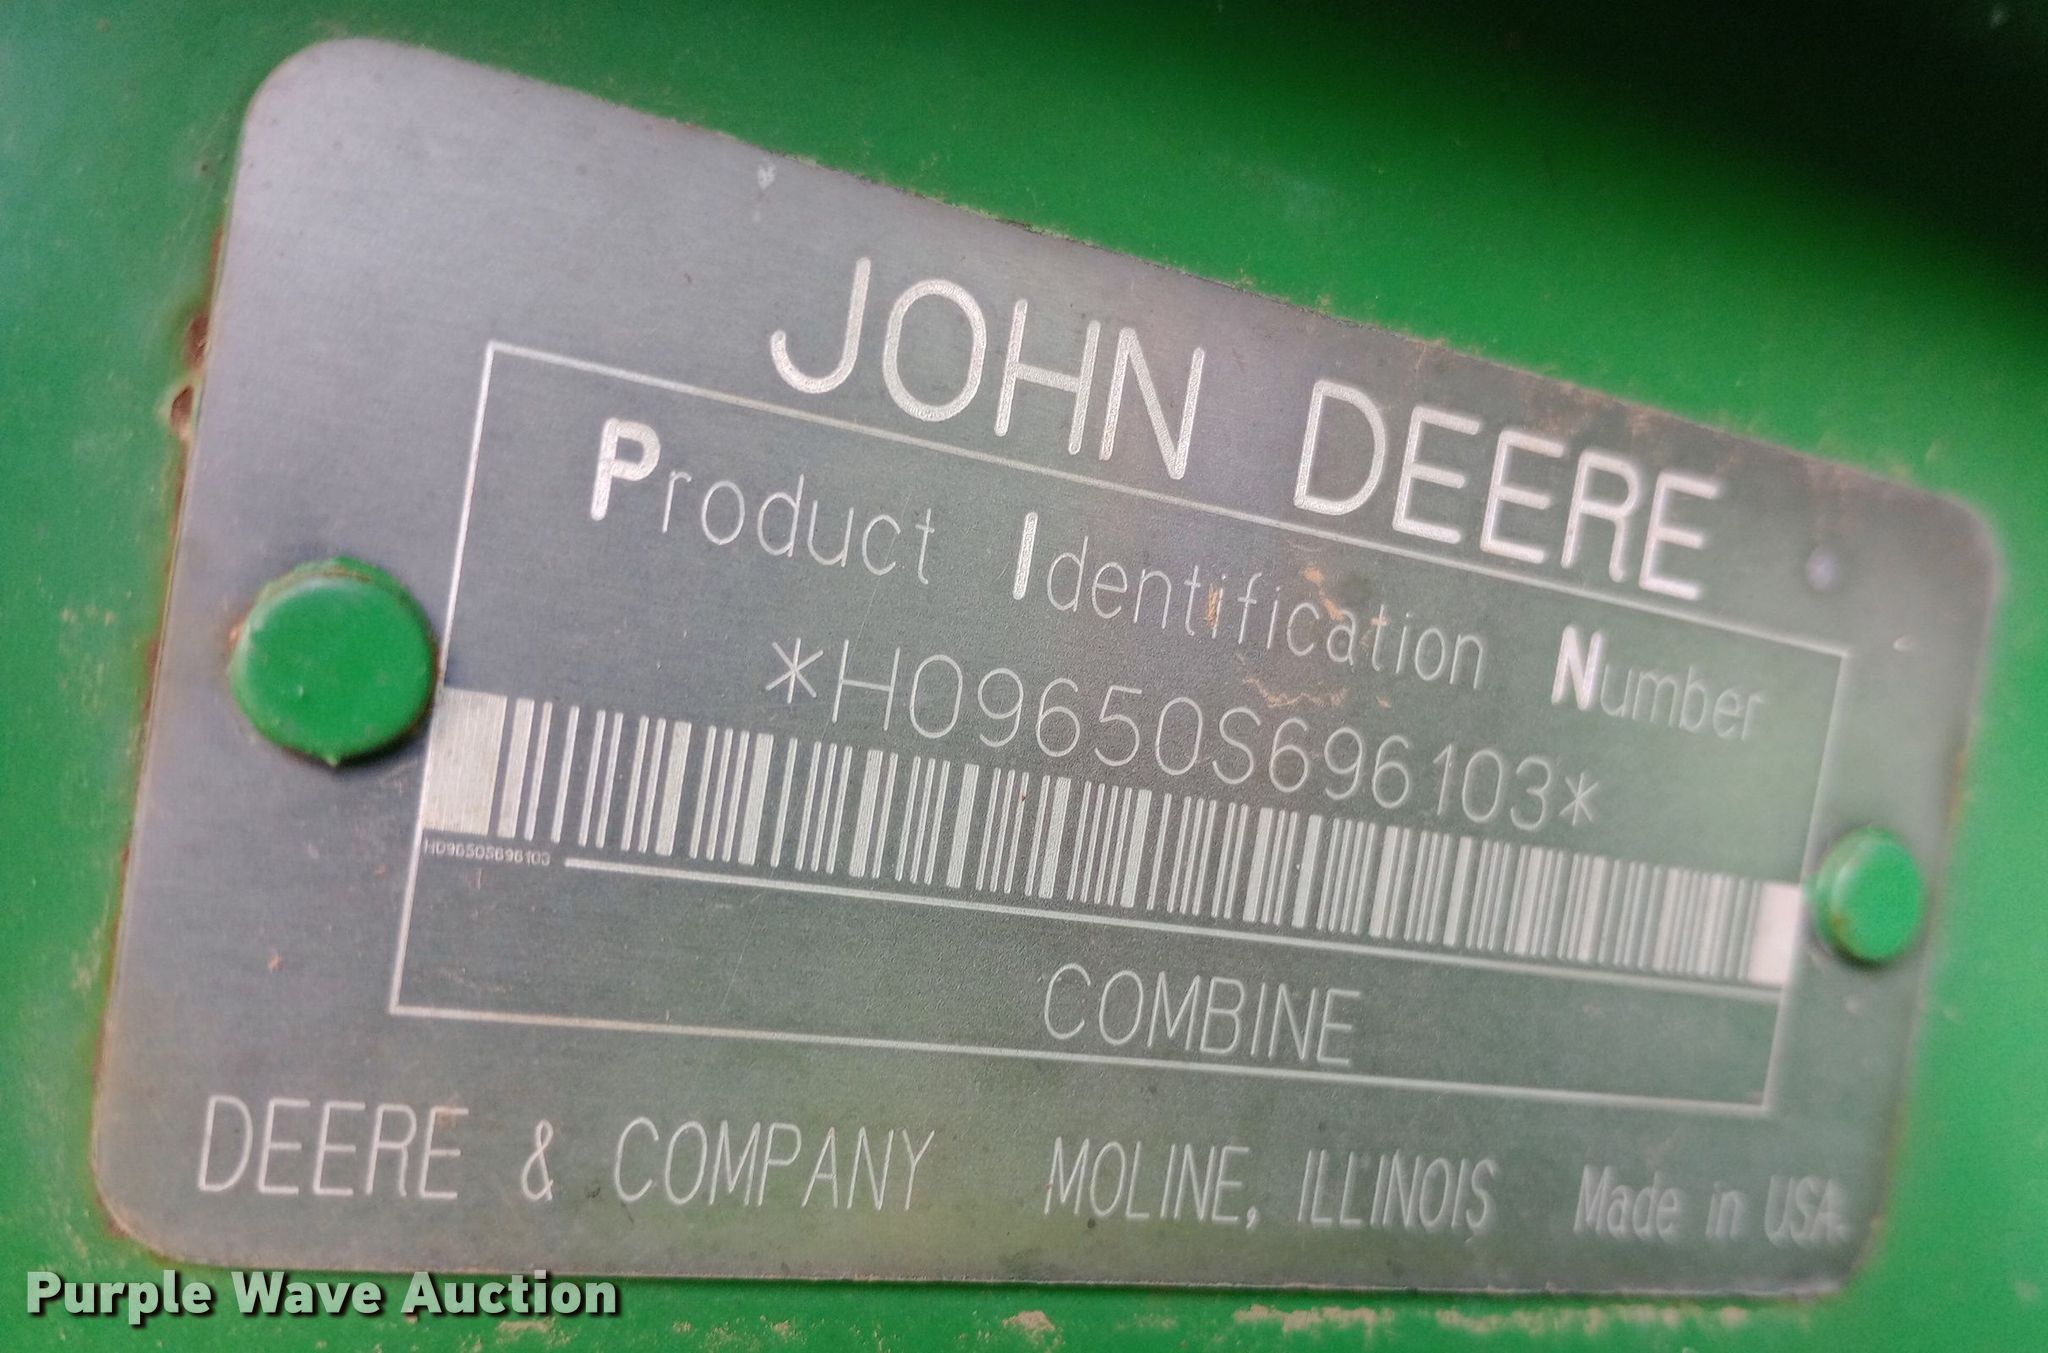 JOHN DEERE
Product Identification Number
*H09650S696103*
H09650S696103
COMBINE
DEERE & COMPANY MOLINE, ILLINOIS Made in USA
Purple Wave Auction